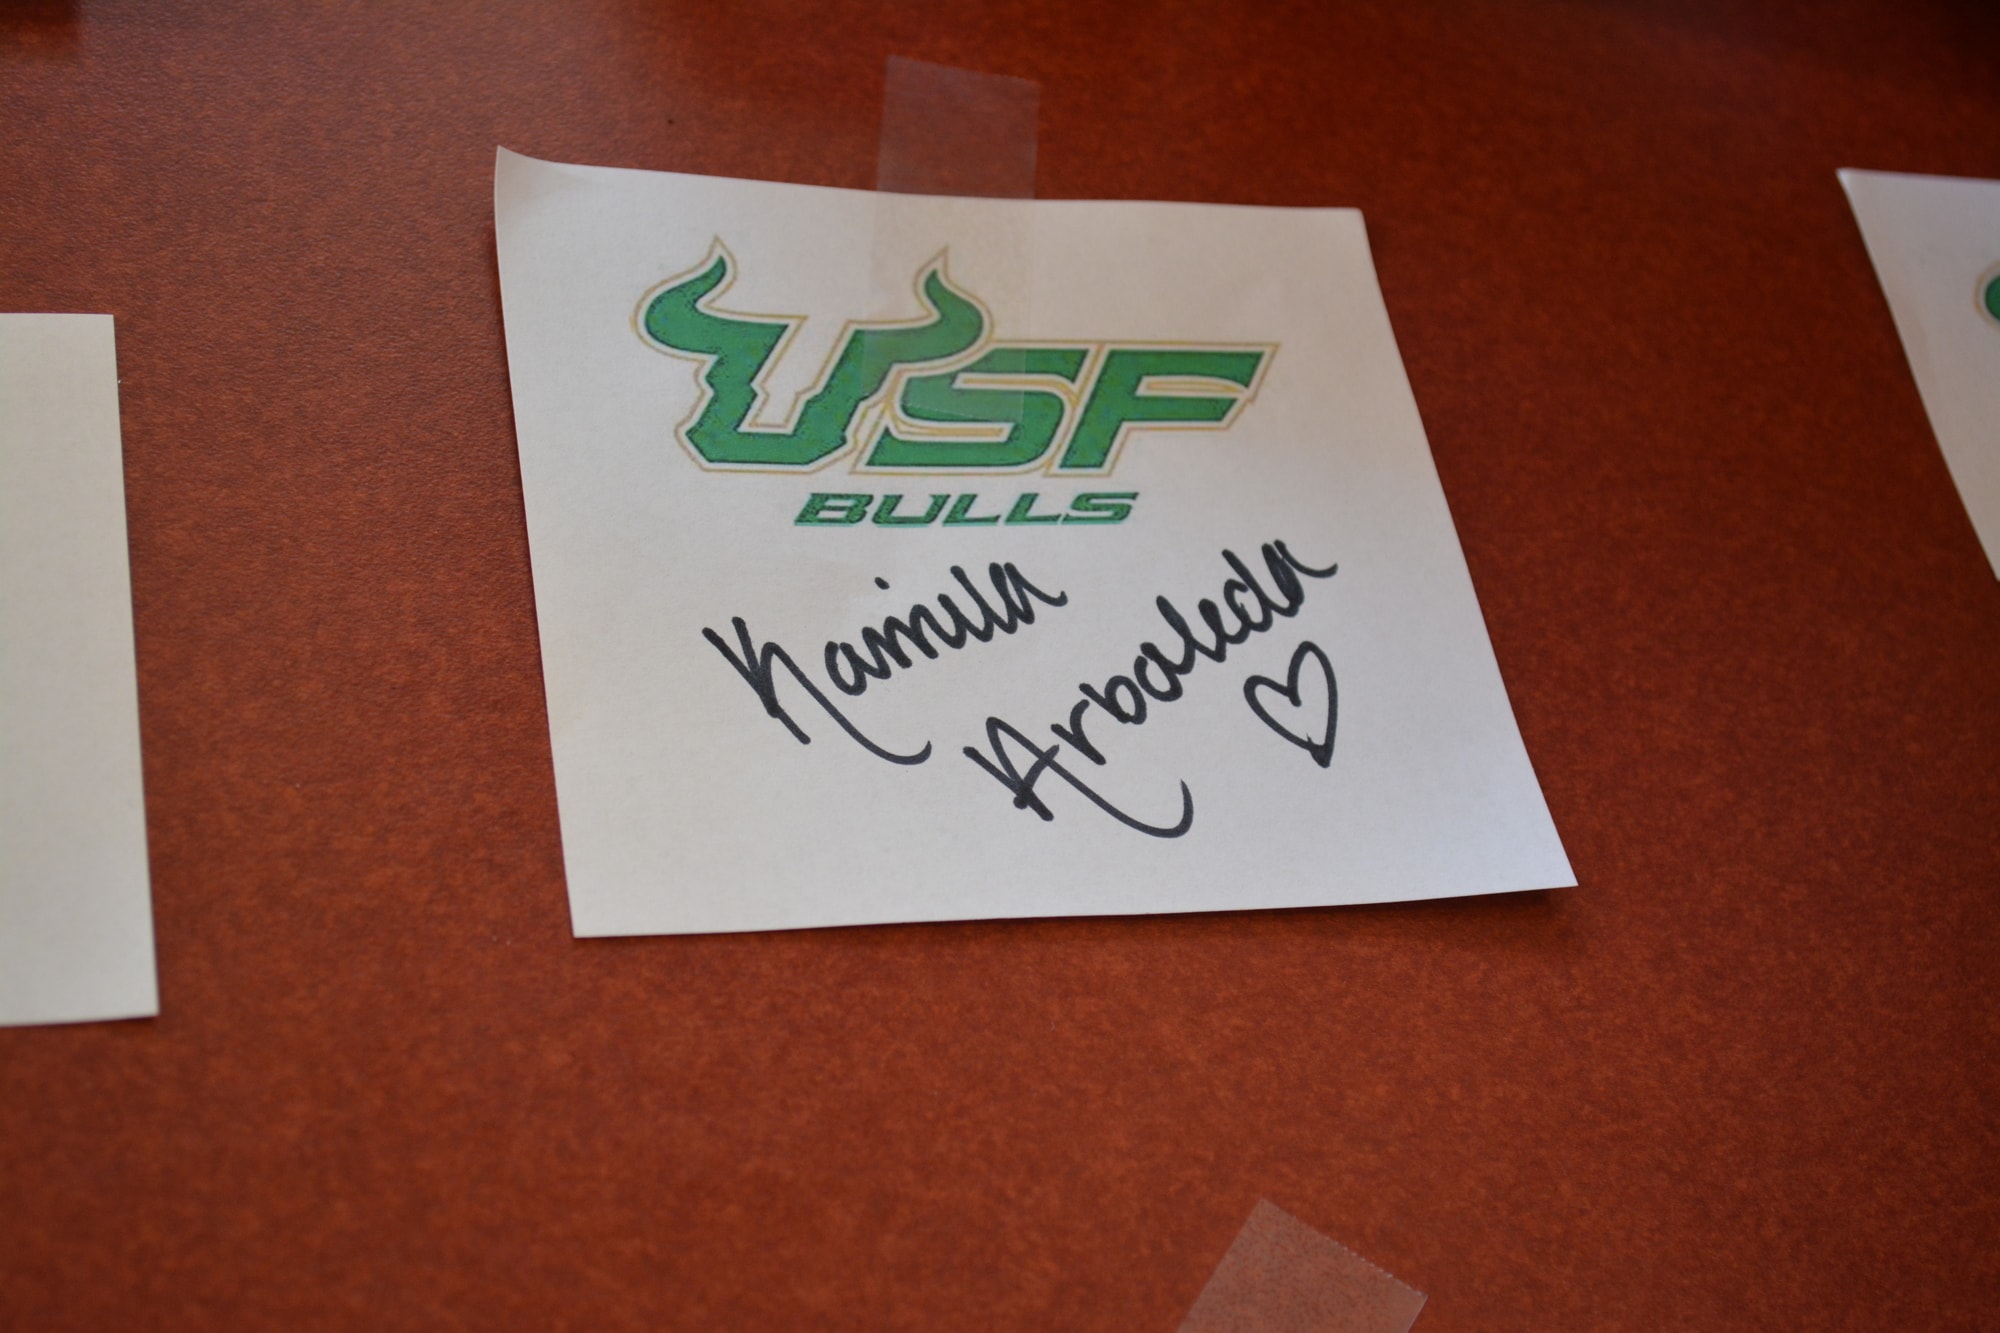 USF
BULLS
Kamila
Arboleda